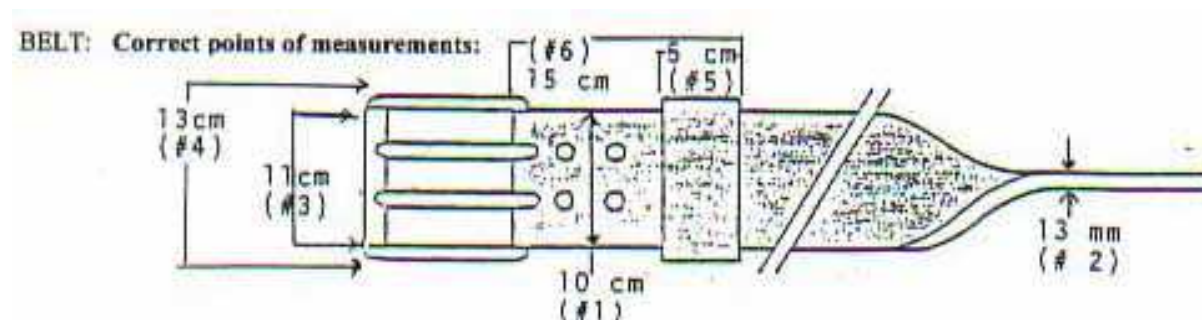 BELT: Correct points of measurements:
(#6)
15 cm
5 cm
(#5)
13cm
(#4)
11cm
(#3)
13 mm
(# 2)
10 cm
(#1)